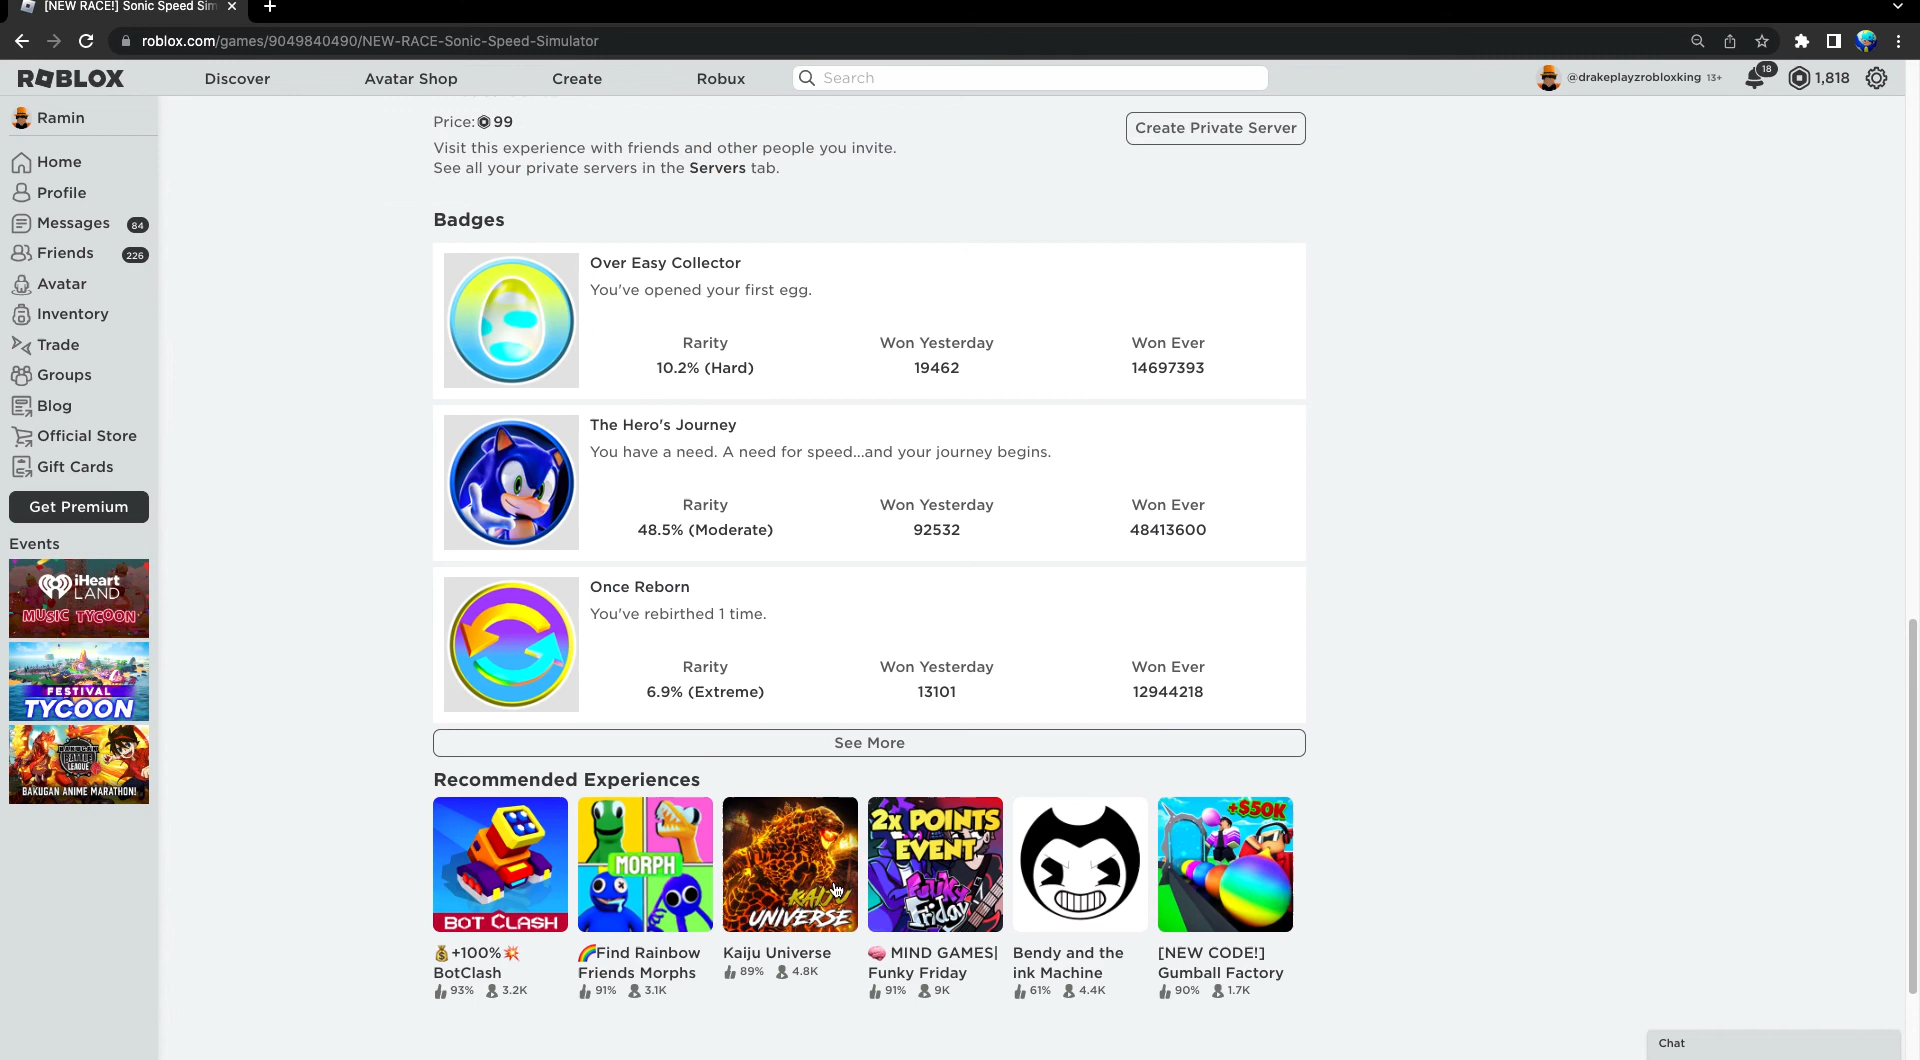 [NEW RACE!] Sonic Speed Sim
roblox.com/games/9049840490/NEW-RACE-Sonic-Speed-Simulator
ROBLOX
Discover
Avatar Shop
Create
Robux
Search
@drakeplayzrobloxking 13+
18
1,818
Ramin
Home
Profile
Messages 84
Friends 226
Avatar
Inventory
Trade
Groups
Blog
Official Store
Gift Cards
Get Premium
Events
iHeart
LAND
MUSIC TYCOON
FESTIVAL
TYCOON
BAKUGAN
BATTLE
LEAGUE
BAKUGAN ANIME MARATHON!
Price: 99
Visit this experience with friends and other people you invite.
See all your private servers in the Servers tab.
Create Private Server
Badges
Over Easy Collector
You've opened your first egg.
Rarity Won Yesterday Won Ever
10.2% (Hard) 19462 14697393
The Hero's Journey
You have a need. A need for speed...and your journey begins.
Rarity Won Yesterday Won Ever
48.5% (Moderate) 92532 48413600
Once Reborn
You've rebirthed 1 time.
Rarity Won Yesterday Won Ever
6.9% (Extreme) 13101 12944218
See More
Recommended Experiences
BOT CLASH
MORPH
KAIJU
UNIVERSE
2X POINTS
EVENT
Funky
Friday
+$50K
💰+100%💥
BotClash
93% 3.2K
🌈Find Rainbow
Friends Morphs
91% 3.1K
Kaiju Universe
89% 4.8K
🧠 MIND GAMES|
Funky Friday
91% 9K
Bendy and the
ink Machine
61% 4.4K
[NEW CODE!]
Gumball Factory
90% 1.7K
Chat